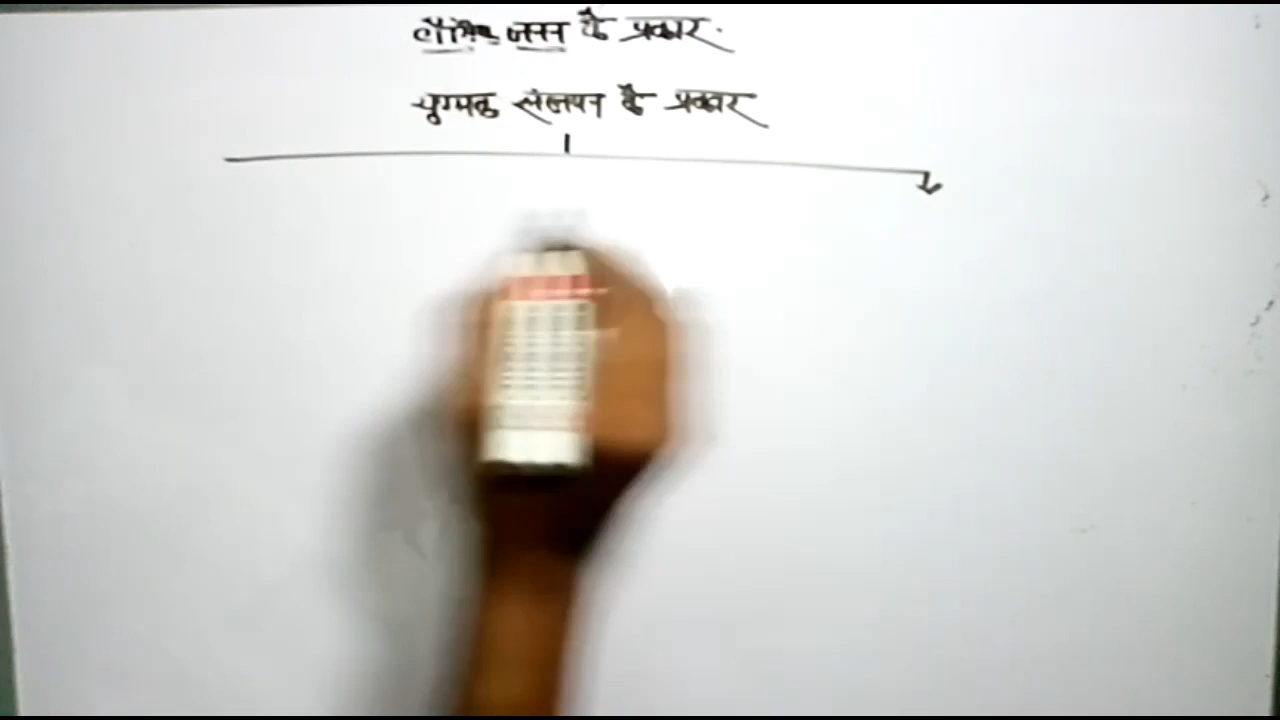 लैंगिक जनन के प्रकार.
युग्मक संलयन के प्रकार